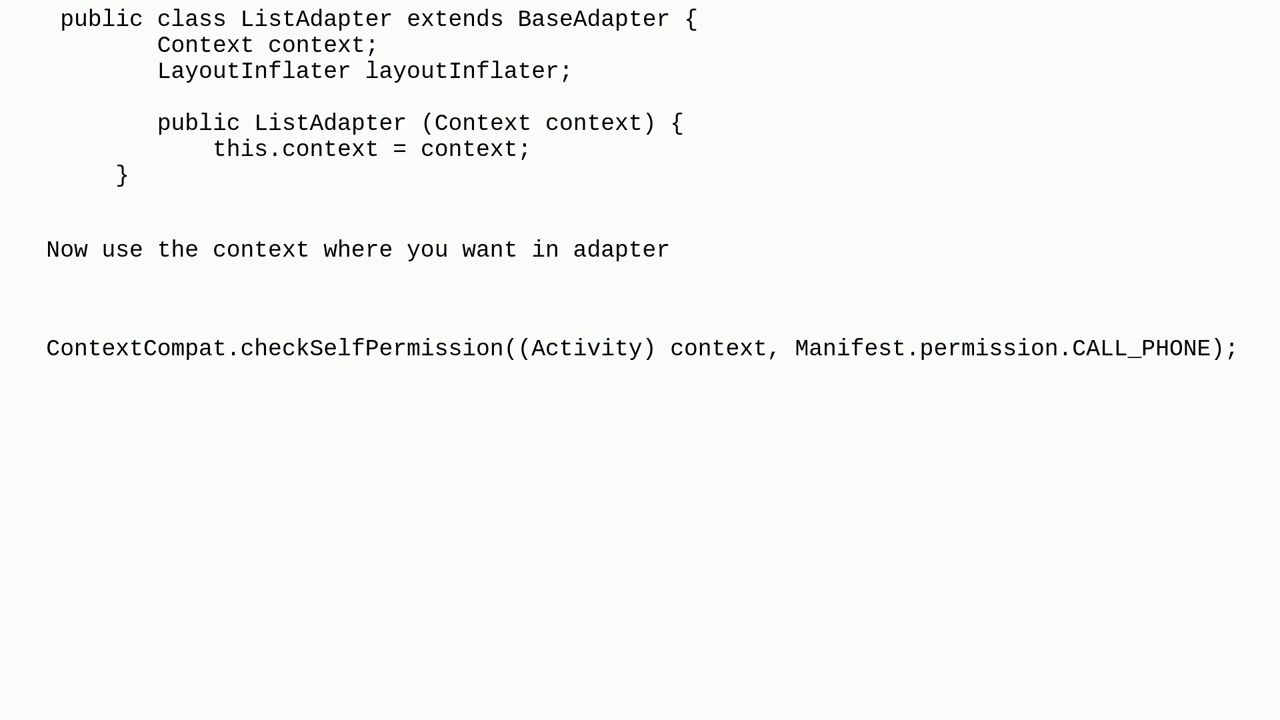 public class ListAdapter extends BaseAdapter {
Context context;
LayoutInflater layoutInflater;
public ListAdapter (Context context) {
this.context = context;
}
Now use the context where you want in adapter
ContextCompat.checkSelfPermission((Activity) context, Manifest.permission.CALL_PHONE);